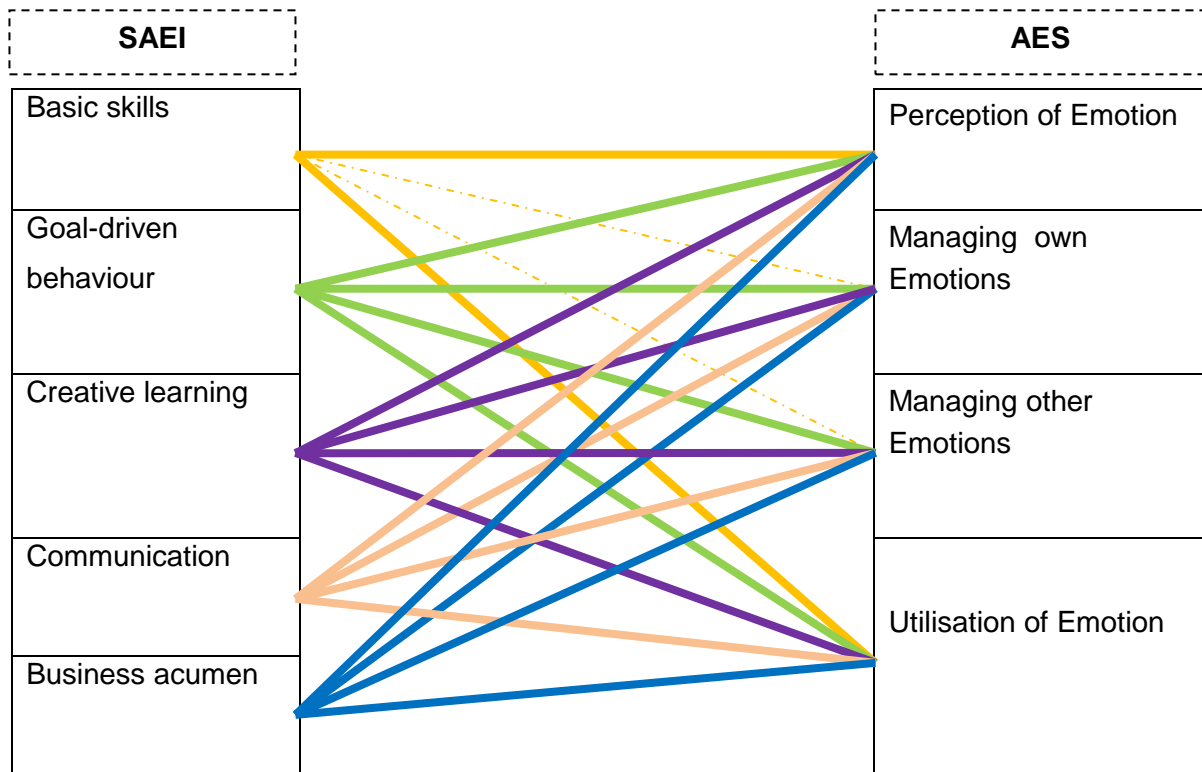 SAEI
Basic skills
Goal-driven
behaviour
Creative learning
Communication
Business acumen
AES
Perception of Emotion
Managing own
Emotions
Managing other
Emotions
Utilisation of Emotion